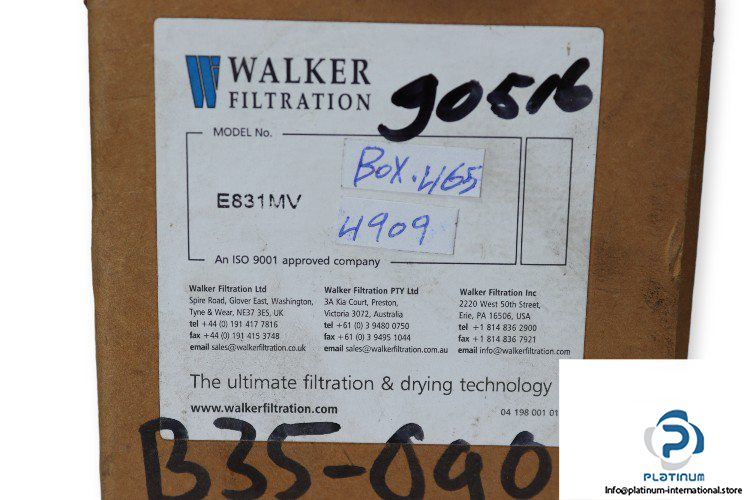 WALKER
FILTRATION
MODEL No.
E831MV
BOX.465
4909
An ISO 9001 approved company
Walker Filtration Ltd
Spire Road, Glover East, Washington,
Tyne & Wear, NE37 3ES, UK
tel +44 (0) 191 417 7816
fax +44 (0) 191 415 3748
email sales@walkerfiltration.co.uk
Walker Filtration PTY Ltd
3A Kia Court, Preston,
Victoria 3072, Australia
tel +61 (0) 3 9480 0750
fax +61 (0) 3 9495 1044
email sales@walkerfiltration.com.au
Walker Filtration Inc
2220 West 50th Street,
Erie, PA 16506, USA
tel +1 814 836 2900
fax +1 814 836 7921
email info@walkerfiltration.com
The ultimate filtration & drying technology
www.walkerfiltration.com
04 198 001 01
PLATINUM
Info@platinum-international.store